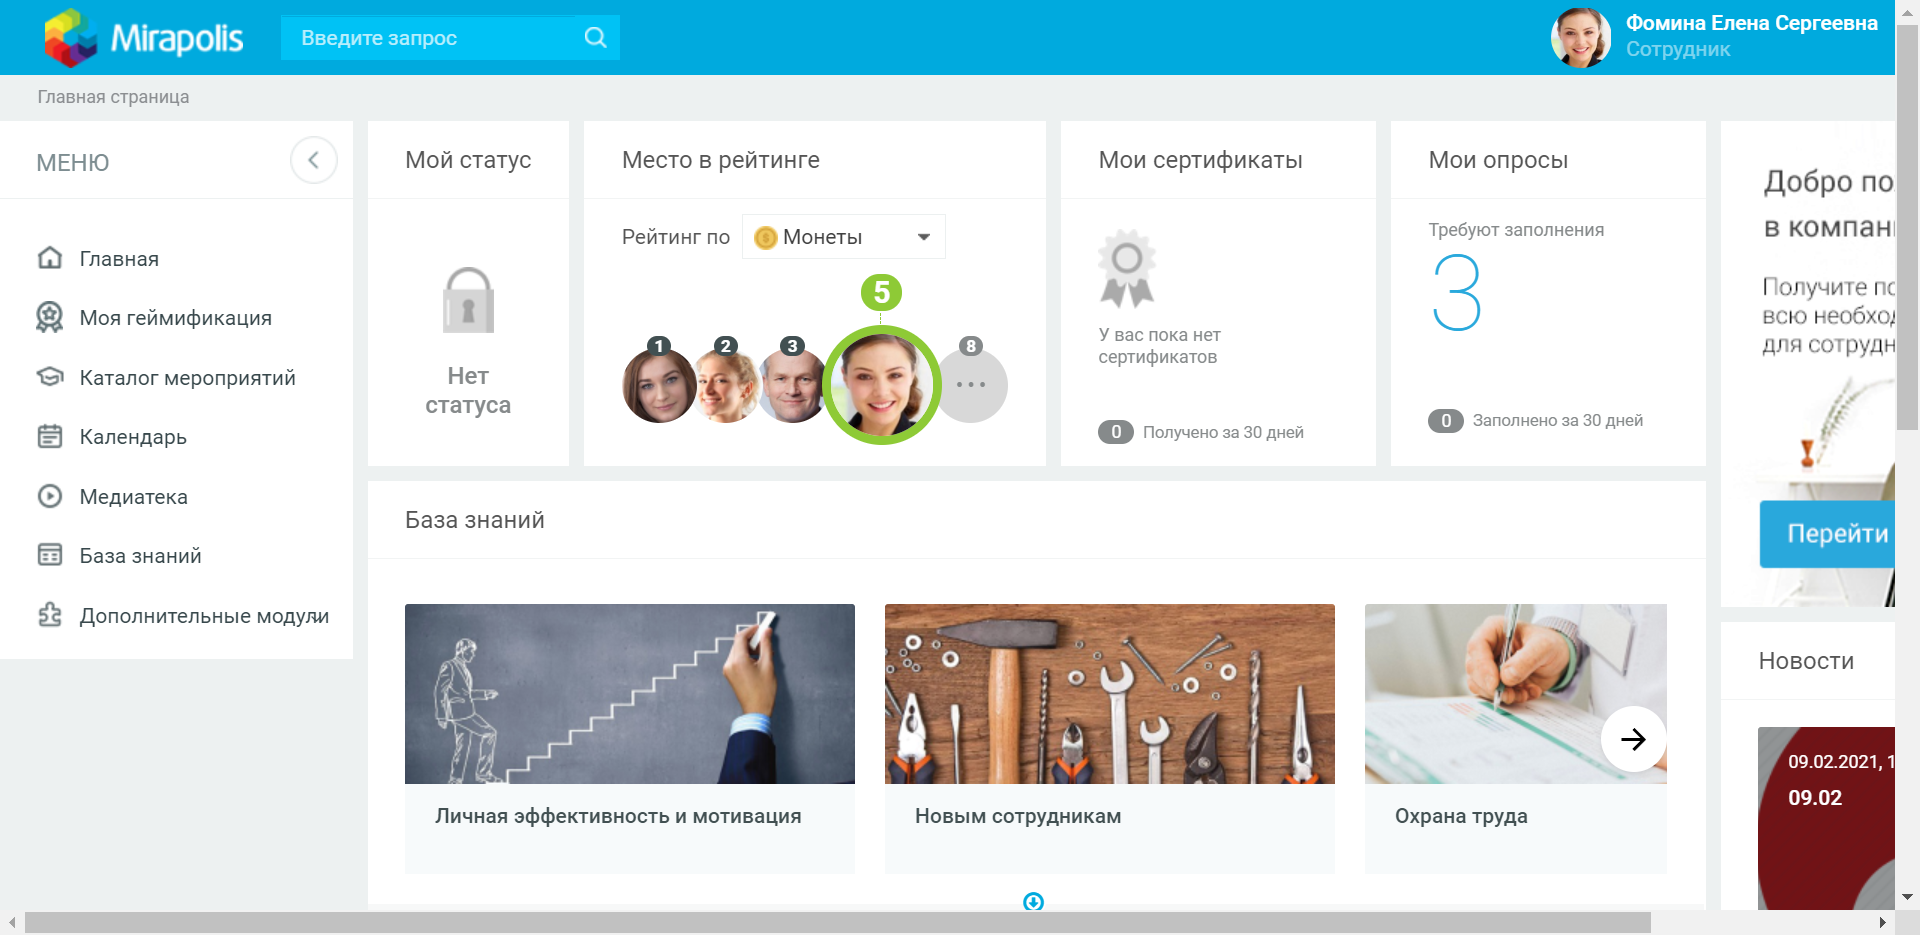 Mirapolis
Введите запрос
Фомина Елена Сергеевна
Сотрудник
Главная страница
МЕНЮ
Главная
Моя геймификация
Каталог мероприятий
Календарь
Медиатека
База знаний
Дополнительные модули
Мой статус
Нет
статуса
Место в рейтинге
Рейтинг по
Монеты
5
1
2
3
8
Мои сертификаты
У вас пока нет
сертификатов
0 Получено за 30 дней
Мои опросы
Требуют заполнения
3
0 Заполнено за 30 дней
База знаний
Личная эффективность и мотивация
Новым сотрудникам
Охрана труда
Добро по
в компан
Получите
всю необхо
для сотрудн
Перейти
Новости
09.02.2021, 1
09.02